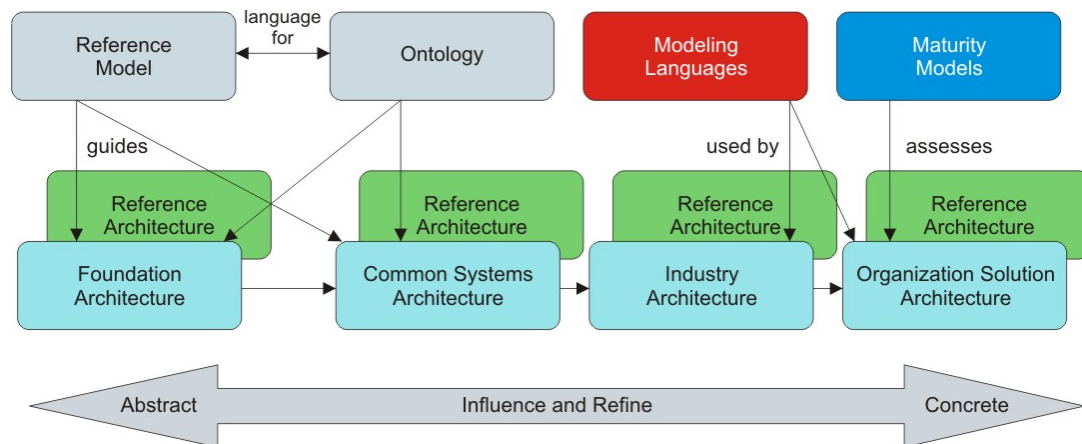 Reference
Model
language
for
Ontology
Modeling
Languages
Maturity
Models
guides
used by
assesses
Reference
Architecture
Reference
Architecture
Reference
Architecture
Reference
Architecture
Foundation
Architecture
Common Systems
Architecture
Industry
Architecture
Organization Solution
Architecture
Abstract
Influence and Refine
Concrete